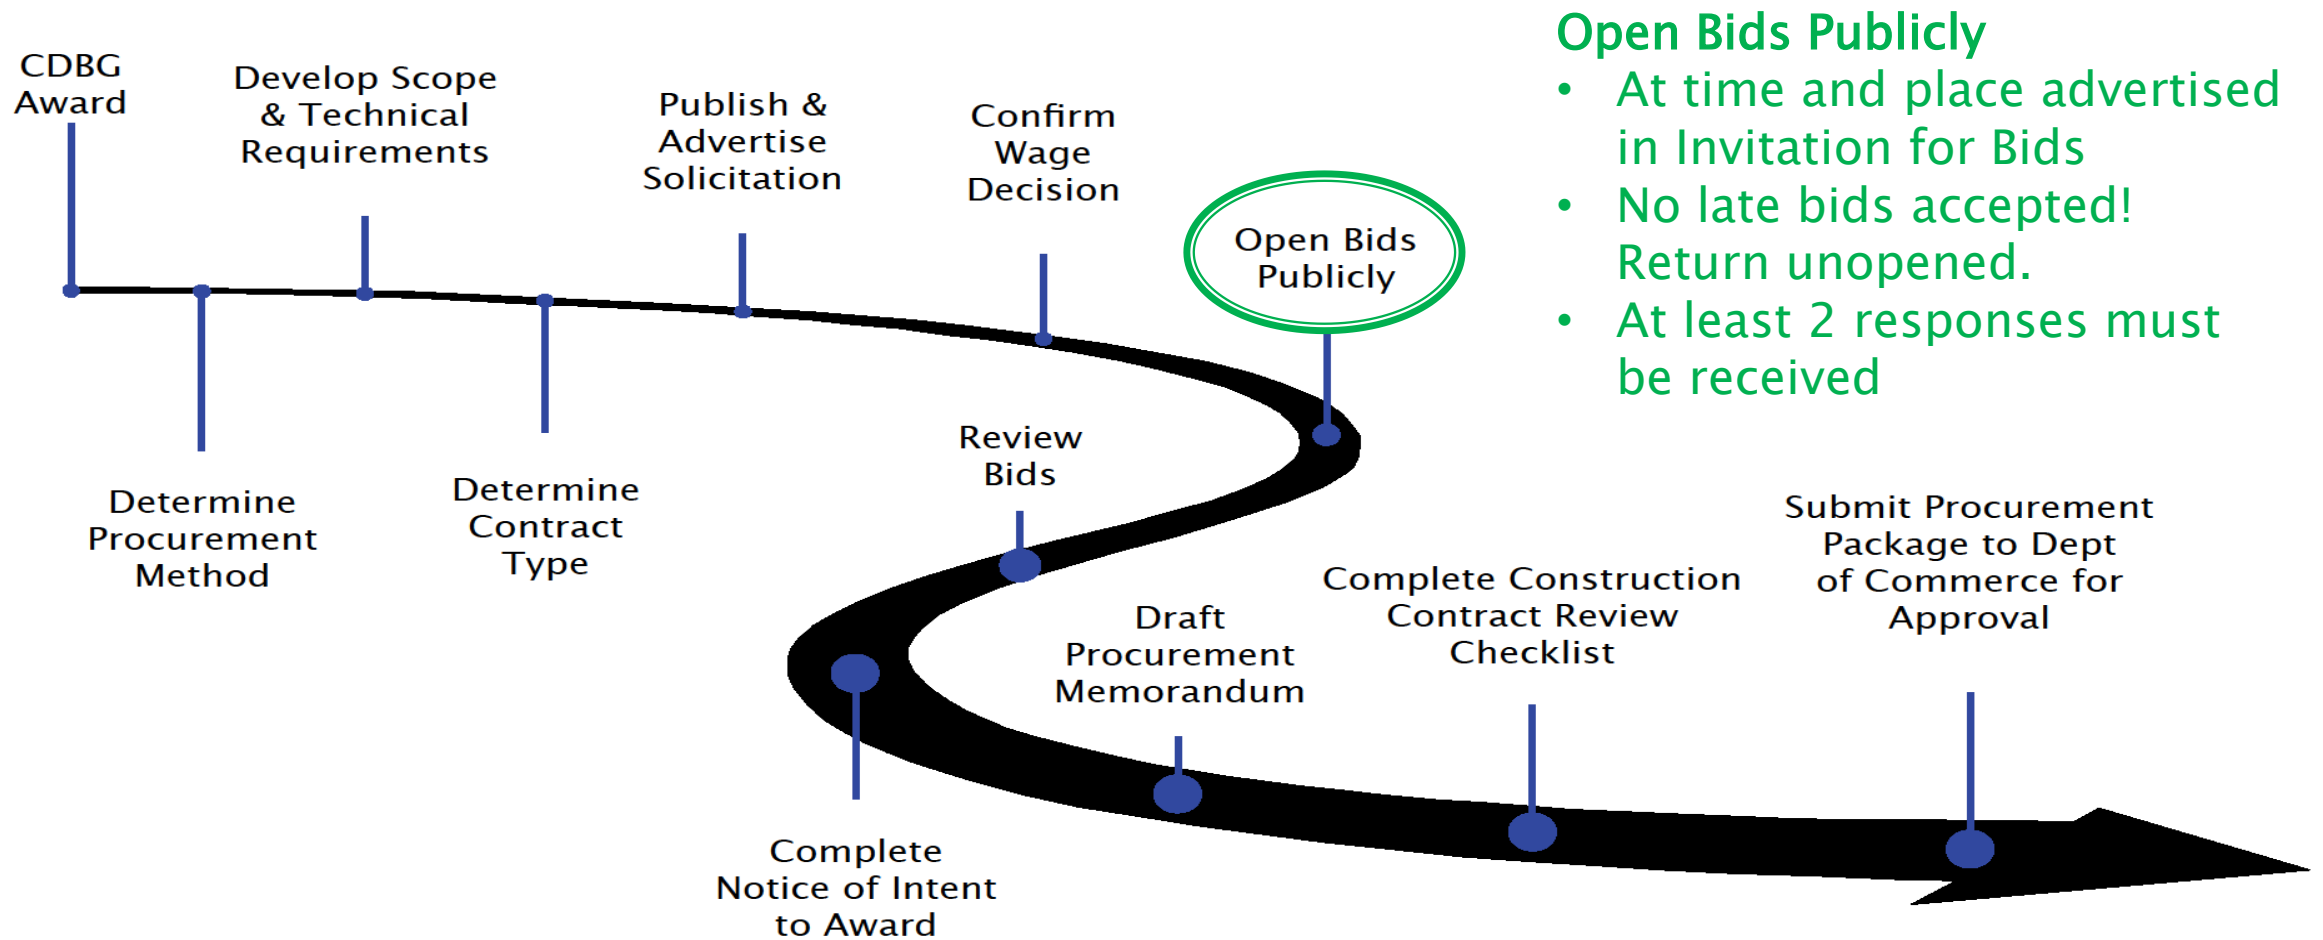 CDBG
Award
Develop Scope
& Technical
Requirements
Publish &
Advertise
Solicitation
Confirm
Wage
Decision
Open Bids
Publicly
Open Bids Publicly
• At time and place advertised
in Invitation for Bids
• No late bids accepted!
Return unopened.
• At least 2 responses must
be received
Determine
Procurement
Method
Determine
Contract
Type
Review
Bids
Complete
Notice of Intent
to Award
Draft
Procurement
Memorandum
Complete Construction
Contract Review
Checklist
Submit Procurement
Package to Dept
of Commerce for
Approval